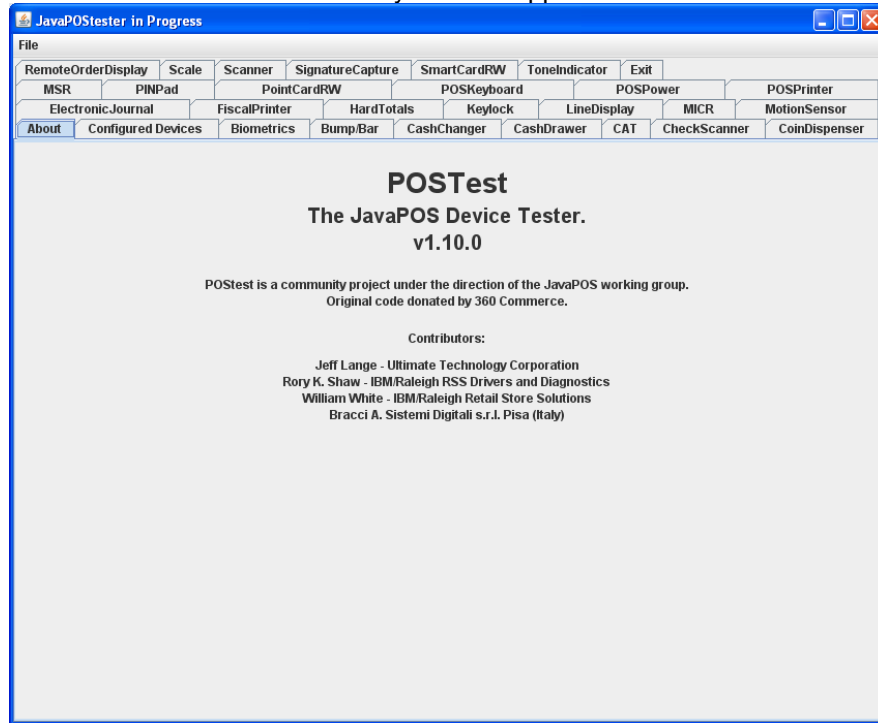 JavaPOStester in Progress
File
RemoteOrderDisplay Scale Scanner SignatureCapture SmartCardRW ToneIndicator Exit
MSR PINPad PointCardRW POSKeyboard POSPower POSPrinter
ElectronicJournal FiscalPrinter HardTotals Keylock LineDisplay MICR MotionSensor
About Configured Devices Biometrics Bump/Bar CashChanger CashDrawer CAT CheckScanner CoinDispenser
POSTest
The JavaPOS Device Tester.
v1.10.0
POStest is a community project under the direction of the JavaPOS working group.
Original code donated by 360 Commerce.
Contributors:
Jeff Lange - Ultimate Technology Corporation
Rory K. Shaw - IBM/Raleigh RSS Drivers and Diagnostics
William White - IBM/Raleigh Retail Store Solutions
Bracci A. Sistemi Digitali s.r.l. Pisa (Italy)